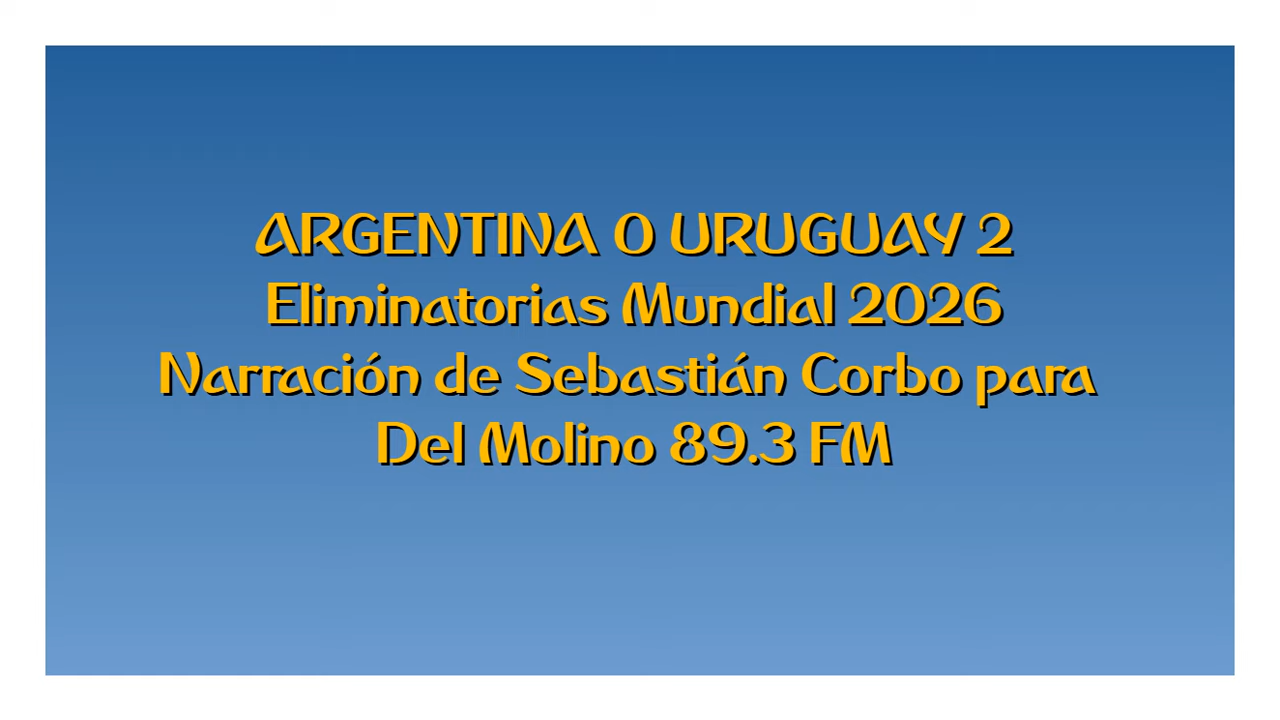 ARGENTINA 0 URUGUAY 2
Eliminatorias Mundial 2026
Narración de Sebastián Corbo para
Del Molino 89.3 FM